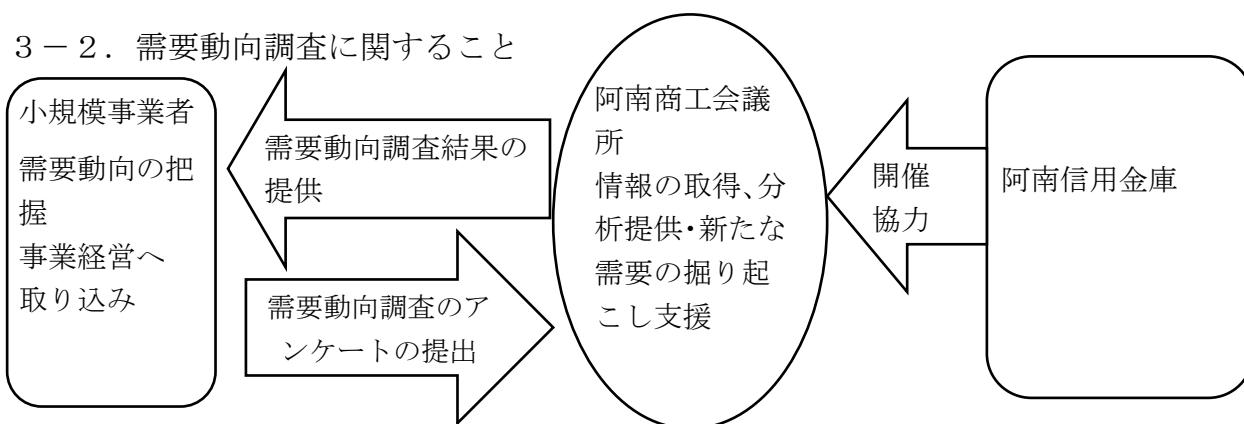 3-2．需要動向調査に関すること
小規模事業者
需要動向の把
握
事業経営へ
取り込み
需要動向調査結果の
提供
需要動向調査のア
ンケートの提出
阿南商工会議
所
情報の取得、分
析提供・新たな
需要の掘り起
こし支援
開催
協力
阿南信用金庫